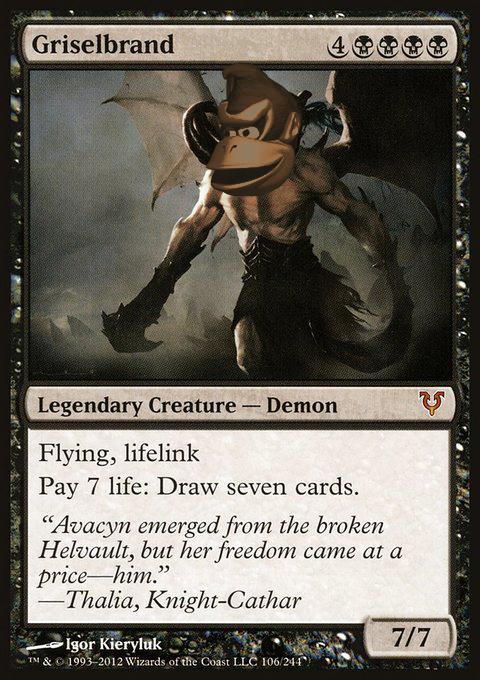 Griselbrand 4
Legendary Creature — Demon
Flying, lifelink
Pay 7 life: Draw seven cards.
“Avacyn emerged from the broken
Helvault, but her freedom came at a
price—him.”
—Thalia, Knight-Cathar
Igor Kieryluk
7/7
™ & © 1993–2012 Wizards of the Coast LLC 106/244